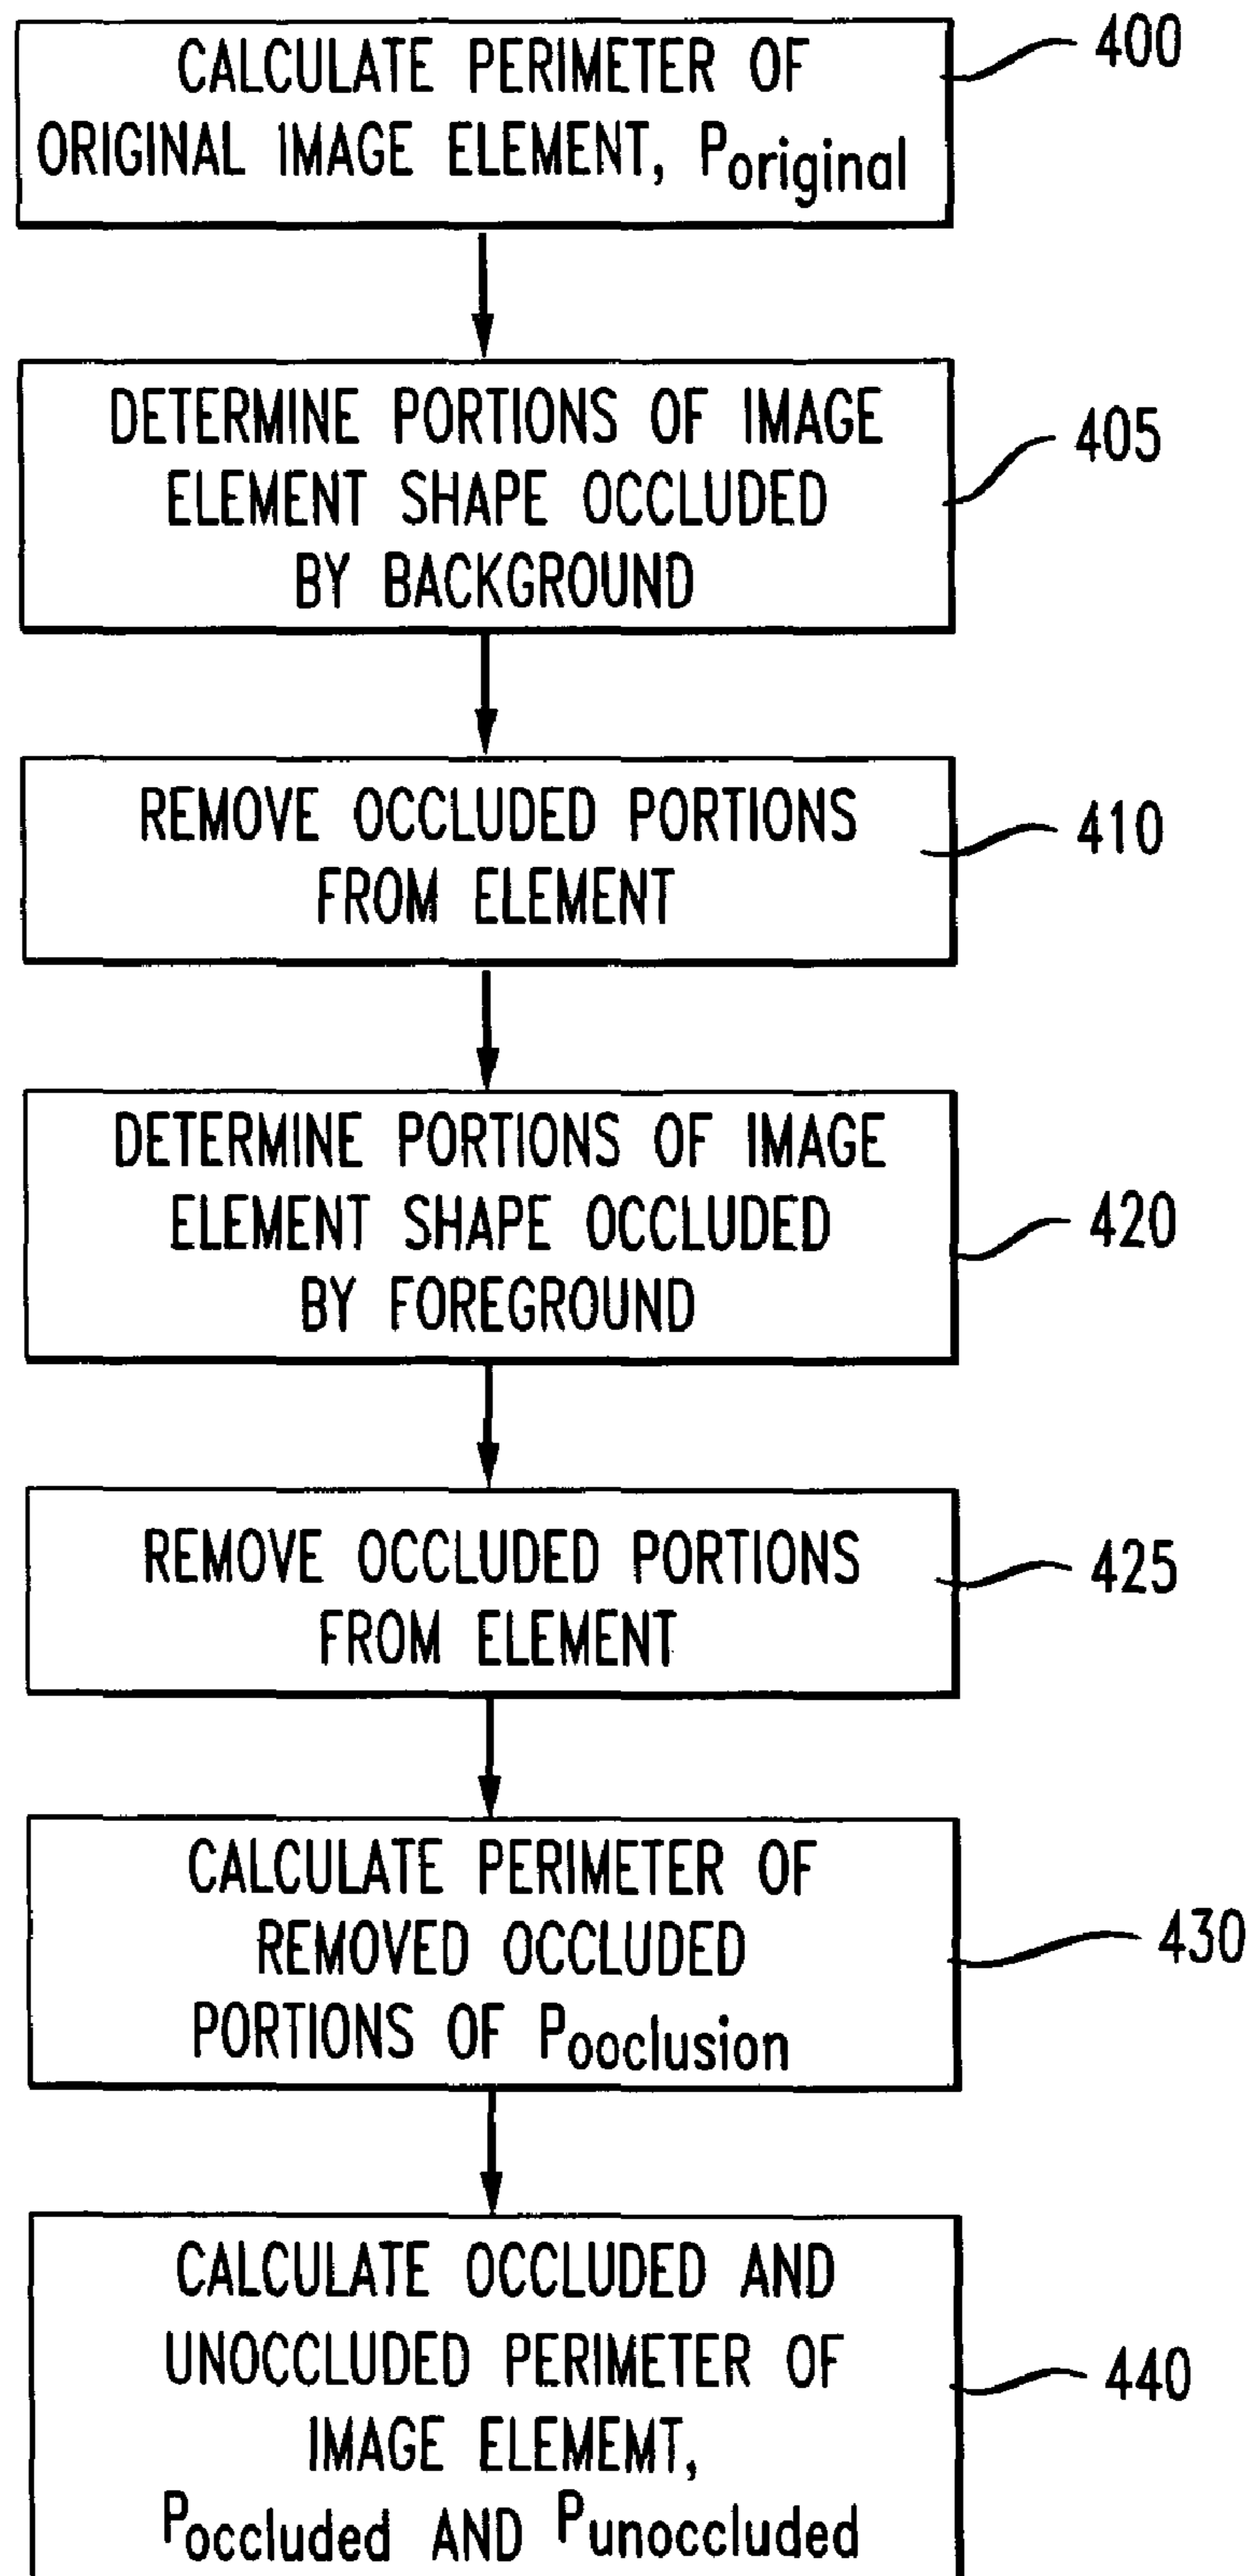 CALCULATE PERIMETER OF
ORIGINAL IMAGE ELEMENT, Poriginal
400
DETERMINE PORTIONS OF IMAGE
ELEMENT SHAPE OCCLUDED
BY BACKGROUND
405
REMOVE OCCLUDED PORTIONS
FROM ELEMENT
410
DETERMINE PORTIONS OF IMAGE
ELEMENT SHAPE OCCLUDED
BY FOREGROUND
420
REMOVE OCCLUDED PORTIONS
FROM ELEMENT
425
CALCULATE PERIMETER OF
REMOVED OCCLUDED
PORTIONS OF Pooclusion
430
CALCULATE OCCLUDED AND
UNOCCLUDED PERIMETER OF
IMAGE ELEMEMT,
Poccluded AND Punoccluded
440